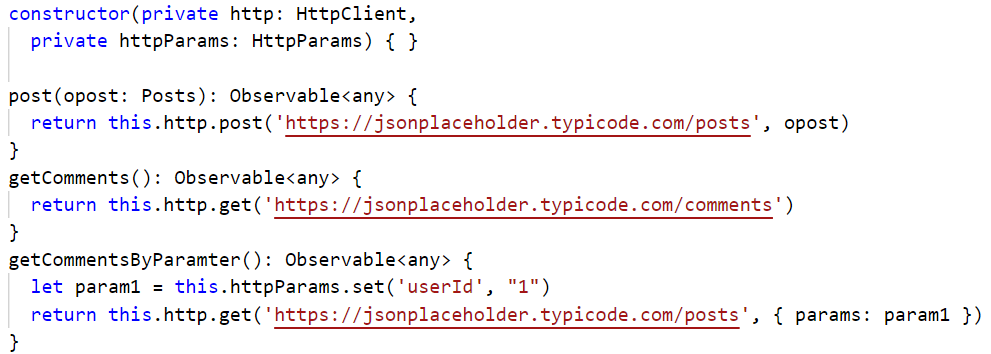 constructor(private http: HttpClient,
private httpParams: HttpParams) { }
post(opost: Posts): Observable<any> {
return this.http.post('https://jsonplaceholder.typicode.com/posts', opost)
}
getComments(): Observable<any> {
return this.http.get('https://jsonplaceholder.typicode.com/comments')
}
getCommentsByParamter(): Observable<any> {
let param1 = this.httpParams.set('userId', "1")
return this.http.get('https://jsonplaceholder.typicode.com/posts', { params: param1 })
}